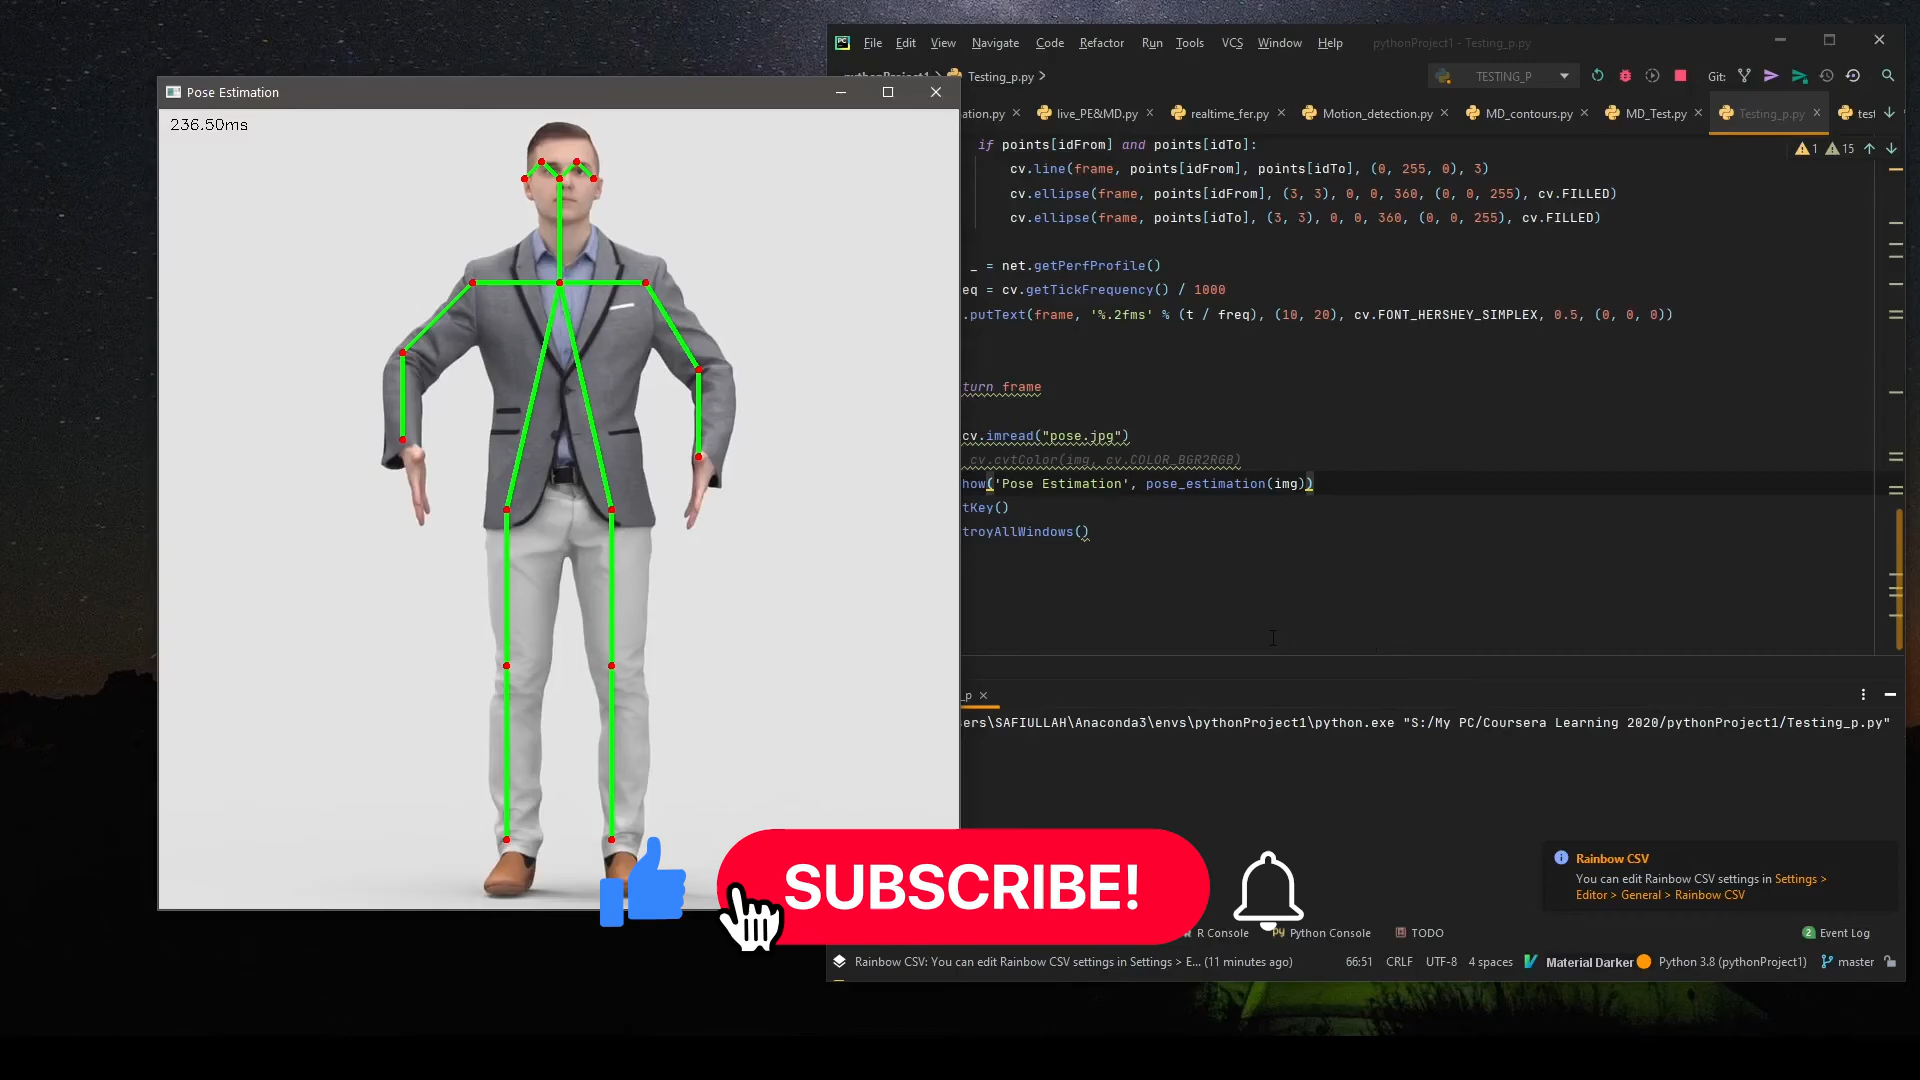 File Edit View Navigate Code Refactor Run Tools VCS Window Help pythonProject1 - Testing_p.py
Testing_p.py
TESTING_P
Git:
ation.py live_PE&MD.py realtime_fer.py Motion_detection.py MD_contours.py MD_Test.py Testing_p.py test
Pose Estimation
236.50ms
1 15
if points[idFrom] and points[idTo]:
cv.line(frame, points[idFrom], points[idTo], (0, 255, 0), 3)
cv.ellipse(frame, points[idFrom], (3, 3), 0, 0, 360, (0, 0, 255), cv.FILLED)
cv.ellipse(frame, points[idTo], (3, 3), 0, 0, 360, (0, 0, 255), cv.FILLED)
_ = net.getPerfProfile()
eq = cv.getTickFrequency() / 1000
.putText(frame, '%.2fms' % (t / freq), (10, 20), cv.FONT_HERSHEY_SIMPLEX, 0.5, (0, 0, 0))
turn frame
cv.imread("pose.jpg")
cv.cvtColor(img, cv.COLOR_BGR2RGB)
how('Pose Estimation', pose_estimation(img))
tKey()
troyAllWindows()
_p
ers\SAFIULLAH\Anaconda3\envs\pythonProject1\python.exe "S:/My PC/Coursera Learning 2020/pythonProject1/Testing_p.py"
SUBSCRIBE!
Rainbow CSV
You can edit Rainbow CSV settings in Settings >
Editor > General > Rainbow CSV
R Console Python Console TODO 2 Event Log
Rainbow CSV: You can edit Rainbow CSV settings in Settings > E... (11 minutes ago) 66:51 CRLF UTF-8 4 spaces Material Darker Python 3.8 (pythonProject1) master